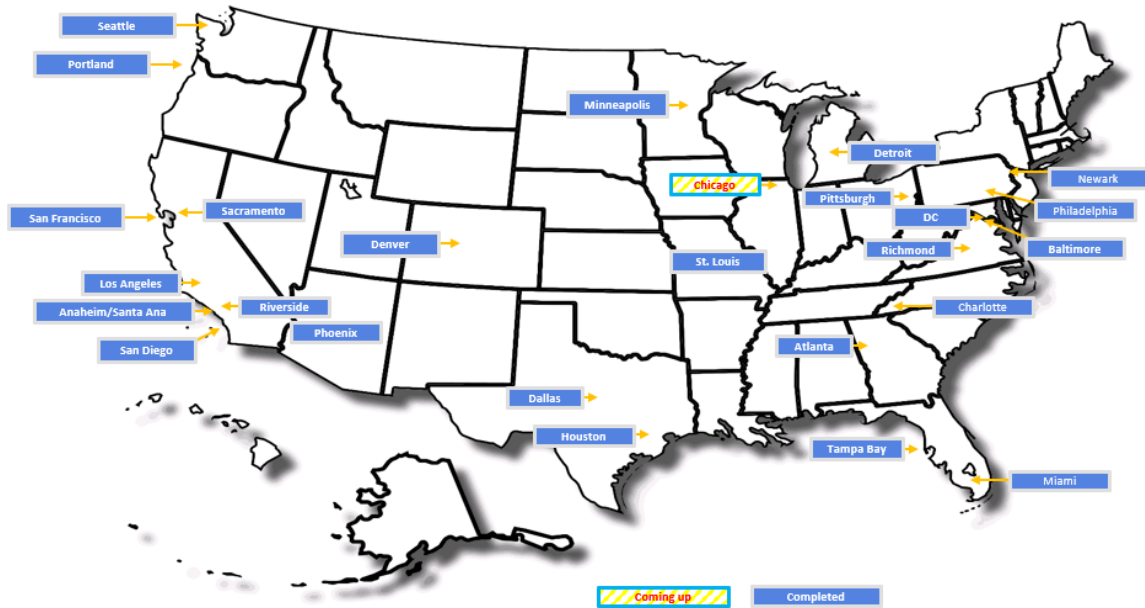 Seattle
Portland
Minneapolis
Detroit
Newark
Chicago
Pittsburgh
Philadelphia
San Francisco
Sacramento
DC
Denver
Richmond
Baltimore
St. Louis
Los Angeles
Anaheim/Santa Ana
Riverside
Charlotte
Phoenix
San Diego
Atlanta
Dallas
Houston
Tampa Bay
Miami
Coming up
Completed